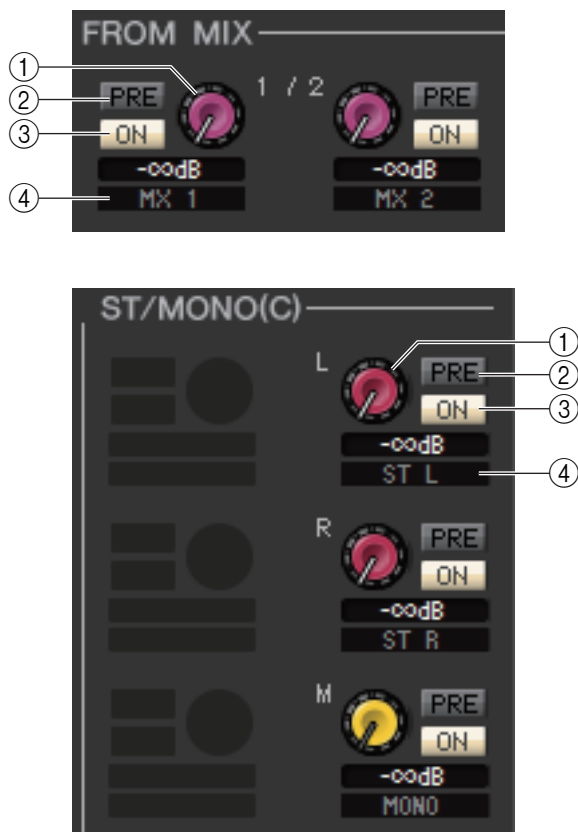 FROM MIX
① PRE 1 / 2 PRE
② ON ON
③ -∞dB -∞dB
④ MX 1 MX 2
ST/MONO(C)
L PRE ①
ON ②
-∞dB ③
ST L ④
R PRE
ON
-∞dB
ST R
M PRE
ON
-∞dB
MONO